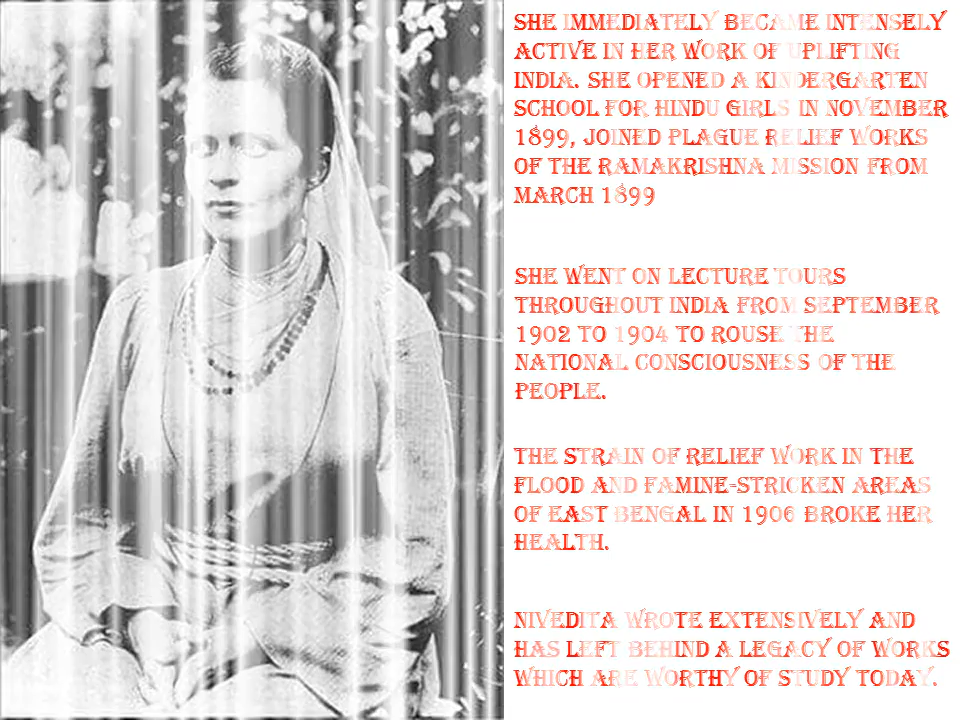 SHE IMMEDIATELY BECAME INTENSELY
ACTIVE IN HER WORK OF UPLIFTING
INDIA. SHE OPENED A KINDERGARTEN
SCHOOL FOR HINDU GIRLS IN NOVEMBER
1899, JOINED PLAGUE RELIEF WORKS
OF THE RAMAKRISHNA MISSION FROM
MARCH 1899
SHE WENT ON LECTURE TOURS
THROUGHOUT INDIA FROM SEPTEMBER
1902 TO 1904 TO ROUSE THE
NATIONAL CONSCIOUSNESS OF THE
PEOPLE.
THE STRAIN OF RELIEF WORK IN THE
FLOOD AND FAMINE-STRICKEN AREAS
OF EAST BENGAL IN 1906 BROKE HER
HEALTH.
NIVEDITA WROTE EXTENSIVELY AND
HAS LEFT BEHIND A LEGACY OF WORKS
WHICH ARE WORTHY OF STUDY TODAY.